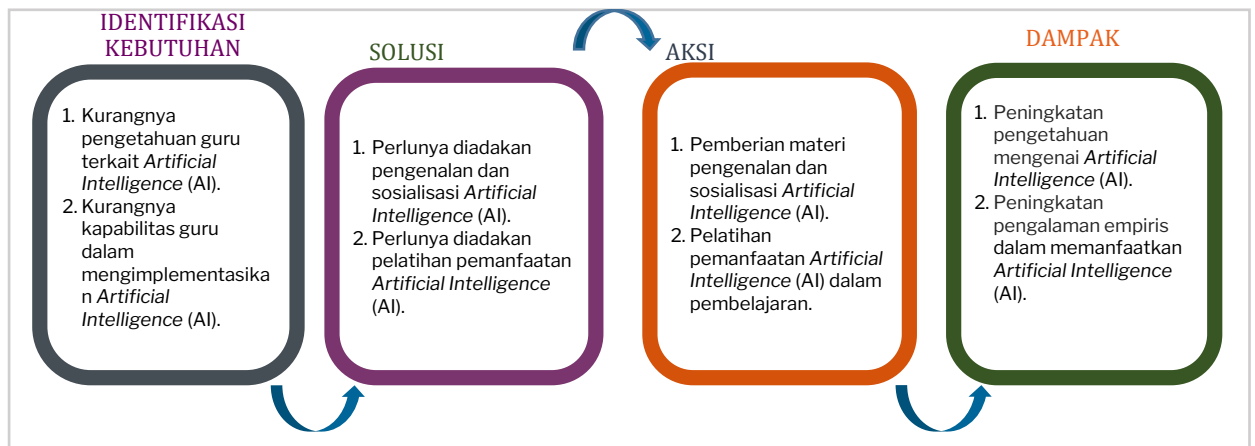 IDENTIFIKASI
KEBUTUHAN
1. Kurangnya
pengetahuan guru
terkait Artificial
Intelligence (AI).
2. Kurangnya
kapabilitas guru
dalam
mengimplementasika
n Artificial
Intelligence (AI).
SOLUSI
1. Perlunya diadakan
pengenalan dan
sosialisasi Artificial
Intelligence (AI).
2. Perlunya diadakan
pelatihan pemanfaatan
Artificial Intelligence
(AI).
AKSI
1. Pemberian materi
pengenalan dan
sosialisasi Artificial
Intelligence (AI).
2. Pelatihan
pemanfaatan Artificial
Intelligence (AI) dalam
pembelajaran.
DAMPAK
1. Peningkatan
pengetahuan
mengenai Artificial
Intelligence (AI).
2. Peningkatan
pengalaman empiris
dalam memanfaatkan
Artificial Intelligence
(AI).